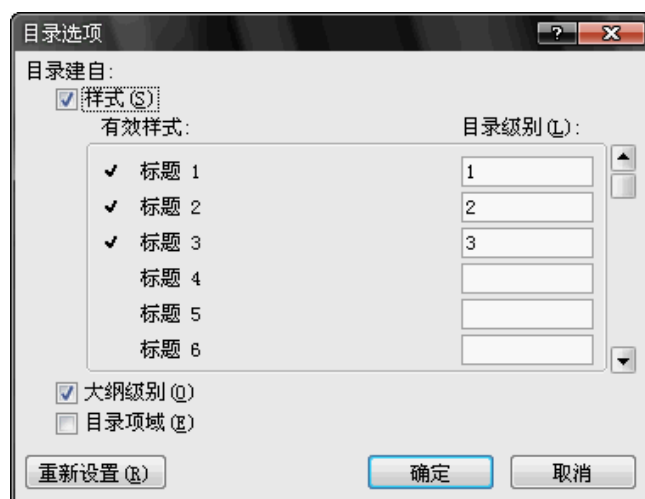 目录选项
目录建自:
样式(S)
有效样式: 目录级别(L):
标题 1 1
标题 2 2
标题 3 3
标题 4
标题 5
标题 6
大纲级别(O)
目录项域(E)
重新设置(R) 确定 取消